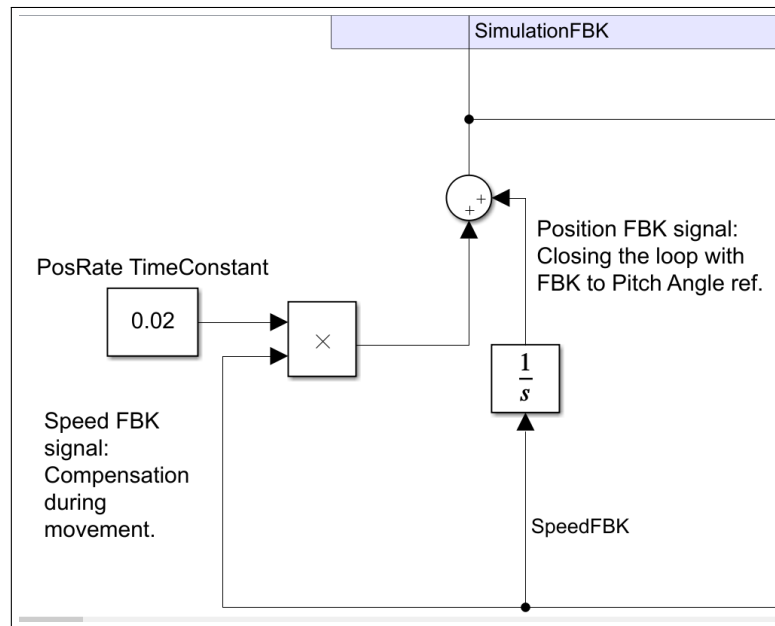 SimulationFBK
+
+
Position FBK signal:
Closing the loop with
FBK to Pitch Angle ref.
PosRate TimeConstant
0.02
×
1
s
Speed FBK
signal:
Compensation
during
movement.
SpeedFBK